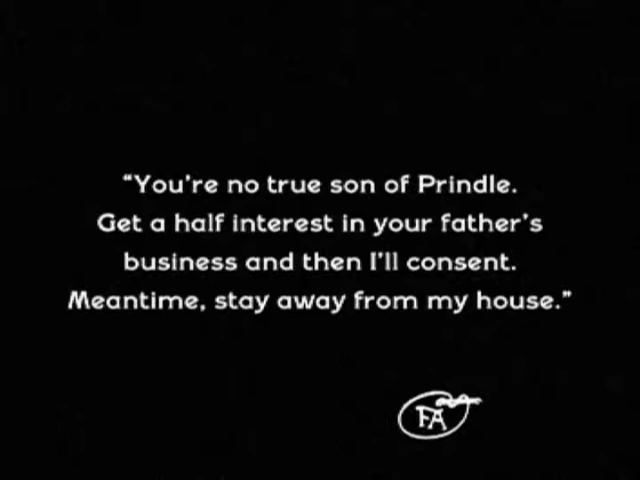 “You're no true son of Prindle.
Get a half interest in your father's
business and then I'll consent.
Meantime, stay away from my house.”
FA